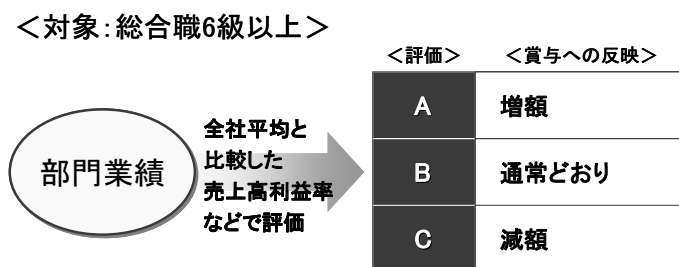 ＜対象：総合職6級以上＞
＜評価＞ ＜賞与への反映＞
部門業績
全社平均と
比較した
売上高利益率
などで評価
A 増額
B 通常どおり
C 減額